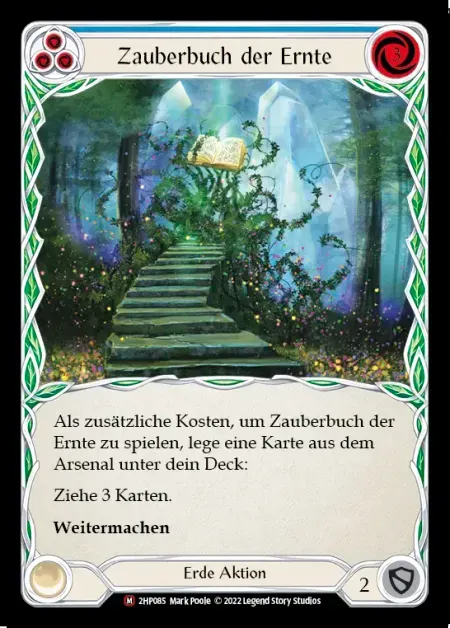 Zauberbuch der Ernte
3
Als zusätzliche Kosten, um Zauberbuch der
Ernte zu spielen, lege eine Karte aus dem
Arsenal unter dein Deck:
Ziehe 3 Karten.
Weitermachen
Erde Aktion
2
M 2HP085 Mark Poole © 2022 Legend Story Studios